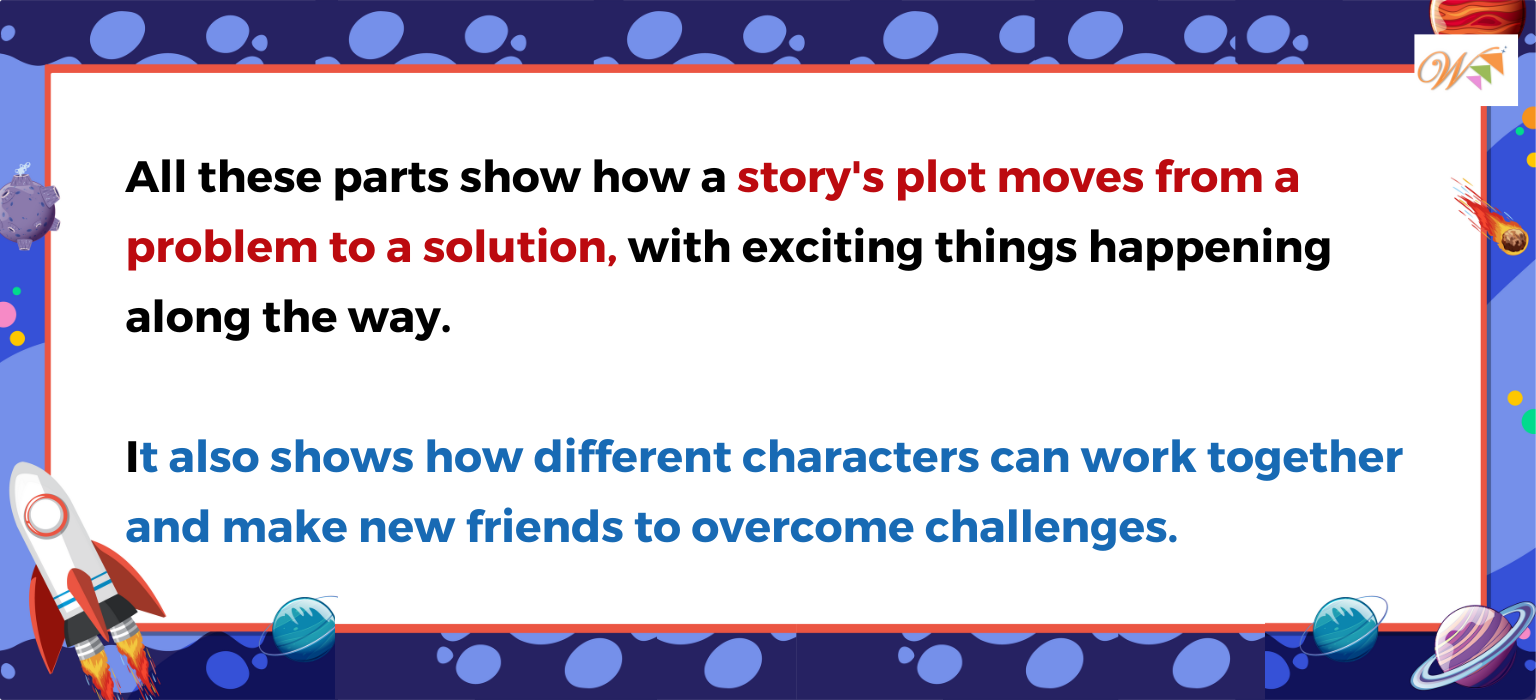 W
All these parts show how a story's plot moves from a
problem to a solution, with exciting things happening
along the way.
It also shows how different characters can work together
and make new friends to overcome challenges.